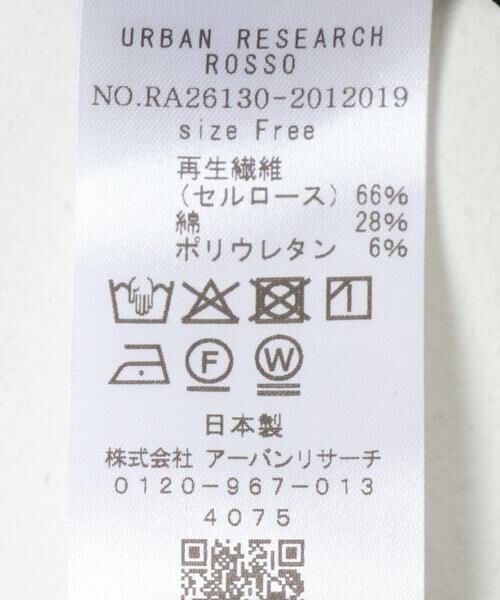 URBAN RESEARCH
ROSSO
NO.RA26130-2012019
size Free
再生繊維
（セルロース） 66%
綿 28%
ポリウレタン 6%
F W
日本製
株式会社 アーバンリサーチ
0120-967-013
4075